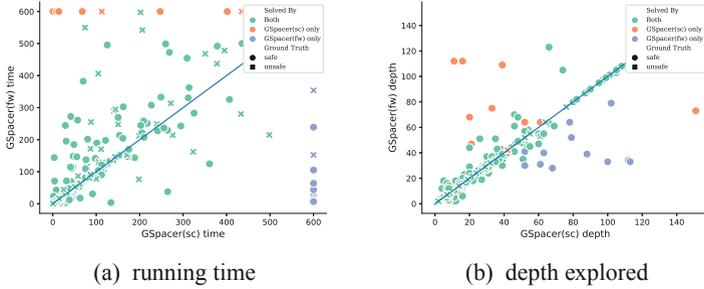 600
500
400
300
200
100
0
GSpacer(fw) time
0 100 200 300 400 500 600
GSpacer(sc) time
Solved By
Both
GSpacer(sc) only
GSpacer(fw) only
Ground Truth
safe
unsafe
140
120
100
80
60
40
20
0
GSpacer(fw) depth
0 20 40 60 80 100 120 140
GSpacer(sc) depth
Solved By
Both
GSpacer(sc) only
GSpacer(fw) only
Ground Truth
safe
unsafe
(a) running time
(b) depth explored